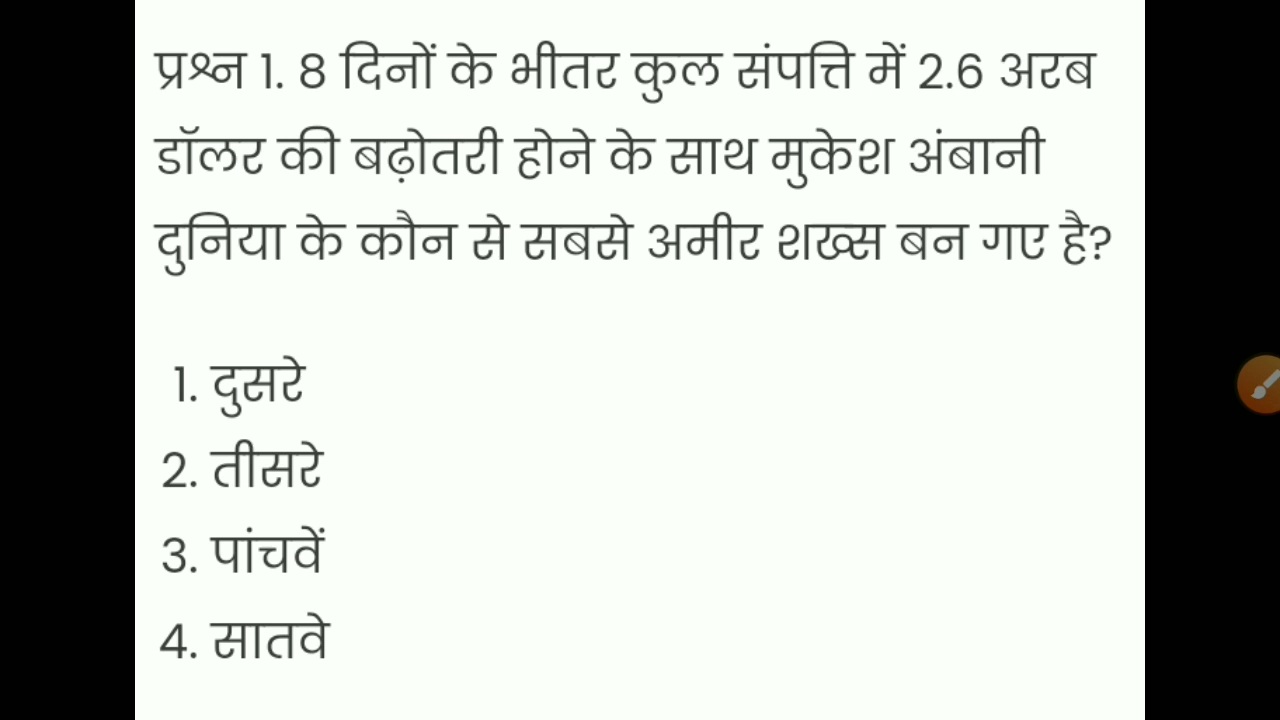 प्रश्न 1. 8 दिनों के भीतर कुल संपत्ति में 2.6 अरब
डॉलर की बढ़ोतरी होने के साथ मुकेश अंबानी
दुनिया के कौन से सबसे अमीर शख्स बन गए है?
1. दुसरे
2. तीसरे
3. पांचवें
4. सातवे